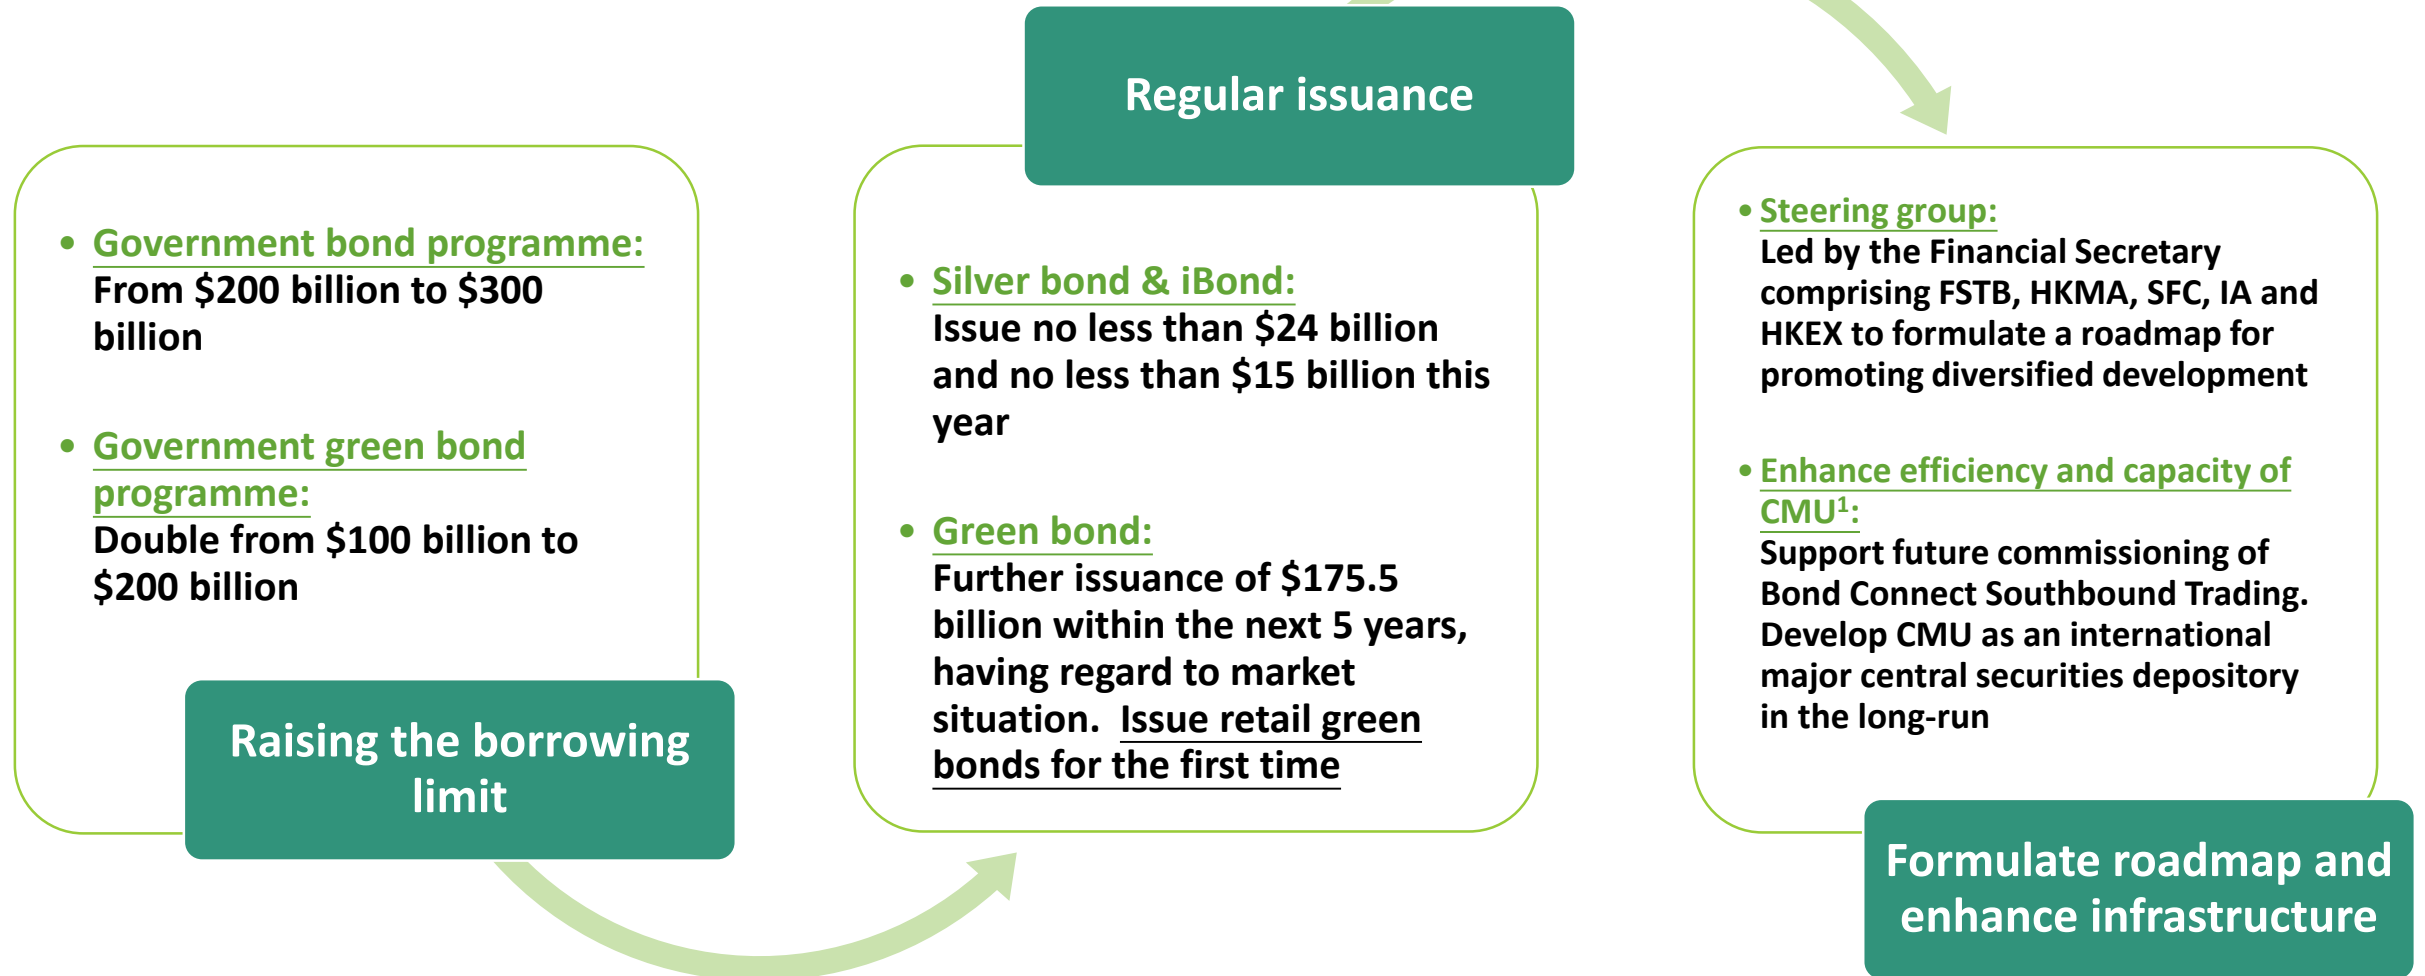 • Government bond programme:
From $200 billion to $300
billion
• Government green bond
programme:
Double from $100 billion to
$200 billion
Raising the borrowing
limit
Regular issuance
• Silver bond & iBond:
Issue no less than $24 billion
and no less than $15 billion this
year
• Green bond:
Further issuance of $175.5
billion within the next 5 years,
having regard to market
situation.  Issue retail green
bonds for the first time
• Steering group:
Led by the Financial Secretary
comprising FSTB, HKMA, SFC, IA and
HKEX to formulate a roadmap for
promoting diversified development
• Enhance efficiency and capacity of
CMU¹:
Support future commissioning of
Bond Connect Southbound Trading.
Develop CMU as an international
major central securities depository
in the long-run
Formulate roadmap and
enhance infrastructure